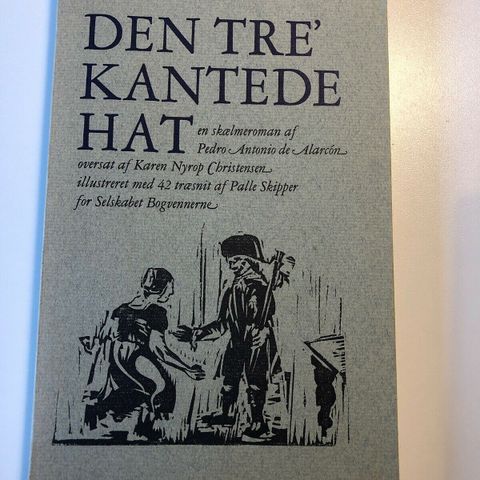 DEN TRE’
KANTEDE
HAT en skælmeroman af
Pedro Antonio de Alarcón
oversat af Karen Nyrop Christensen
illustreret med 42 træsnit af Palle Skipper
for Selskabet Bogvennerne